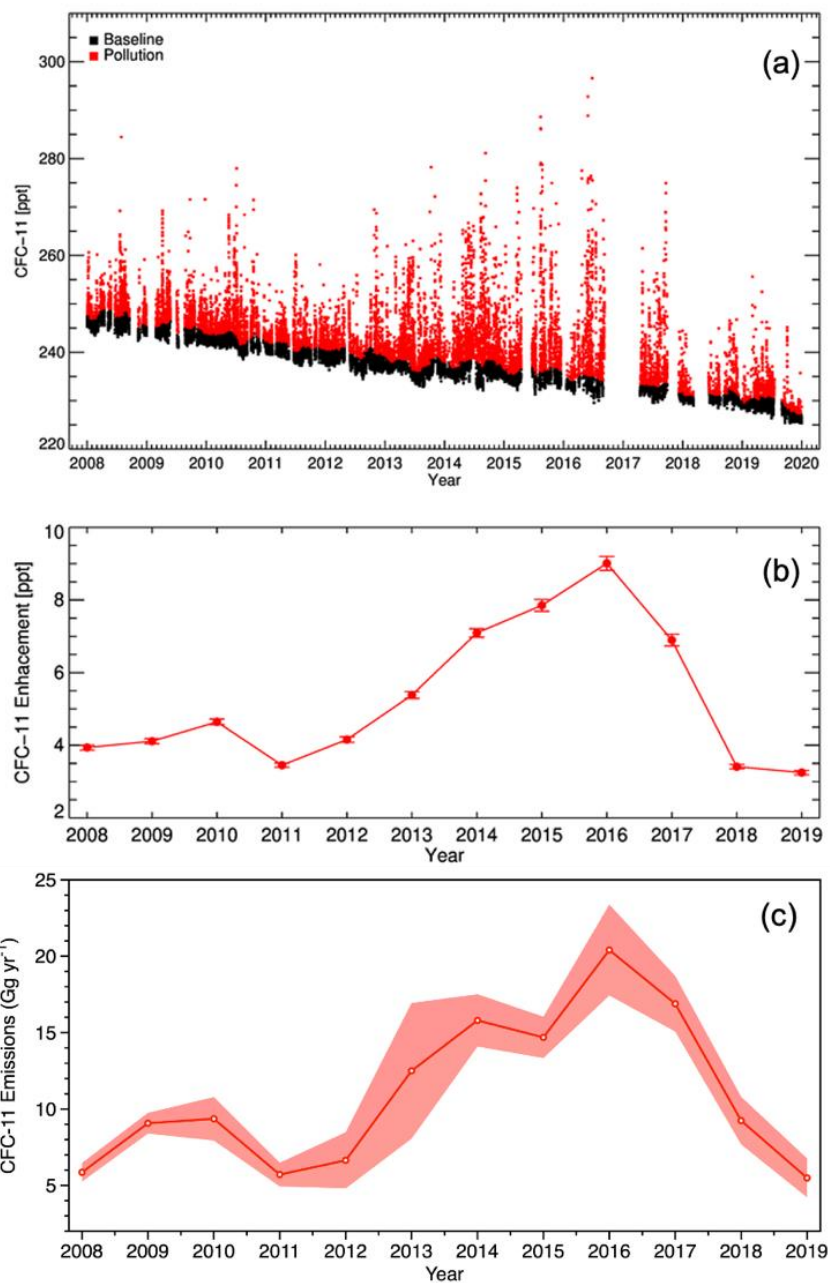 (a)
Baseline
Pollution
CFC-11 [ppt]
300
280
260
240
220
2008 2009 2010 2011 2012 2013 2014 2015 2016 2017 2018 2019 2020
Year
(b)
CFC-11 Enhacement [ppt]
10
8
6
4
2
2008 2009 2010 2011 2012 2013 2014 2015 2016 2017 2018 2019
Year
(c)
CFC-11 Emissions (Gg yr⁻¹)
25
20
15
10
5
2008 2009 2010 2011 2012 2013 2014 2015 2016 2017 2018 2019
Year